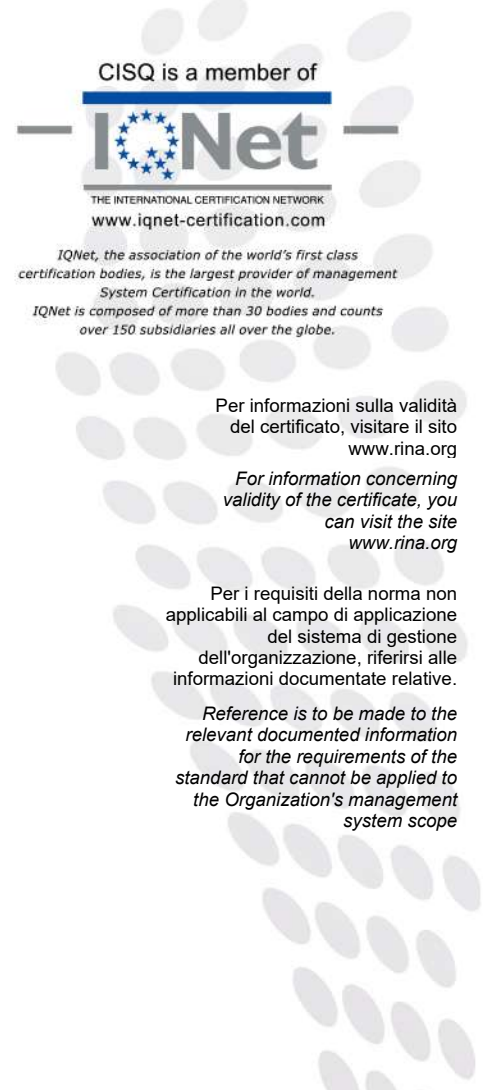 CISQ is a member of
IQNet
THE INTERNATIONAL CERTIFICATION NETWORK
www.iqnet-certification.com
IQNet, the association of the world's first class
certification bodies, is the largest provider of management
System Certification in the world.
IQNet is composed of more than 30 bodies and counts
over 150 subsidiaries all over the globe.
Per informazioni sulla validità
del certificato, visitare il sito
www.rina.org
For information concerning
validity of the certificate, you
can visit the site
www.rina.org
Per i requisiti della norma non
applicabili al campo di applicazione
del sistema di gestione
dell'organizzazione, riferirsi alle
informazioni documentate relative.
Reference is to be made to the
relevant documented information
for the requirements of the
standard that cannot be applied to
the Organization's management
system scope